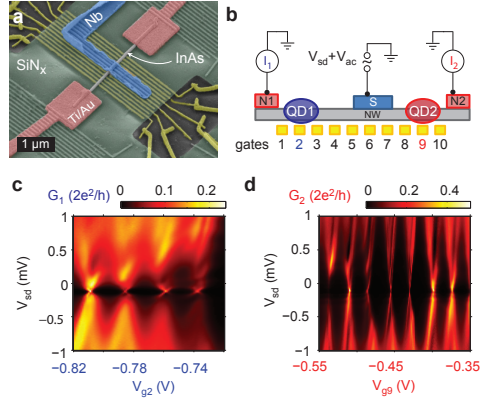 a
Nb
SiNx
InAs
Ti/Au
1 µm
b
I1
Vsd+Vac
I2
N1
QD1
S
NW
QD2
N2
gates 1 2 3 4 5 6 7 8 9 10
c
G1 (2e²/h) 0 0.1 0.2
1
0.5
0
−0.5
−1
Vsd (mV)
−0.82 −0.78 −0.74
Vg2 (V)
d
G2 (2e²/h) 0 0.2 0.4
1
0.5
0
−0.5
−1
Vsd (mV)
−0.55 −0.45 −0.35
Vg9 (V)